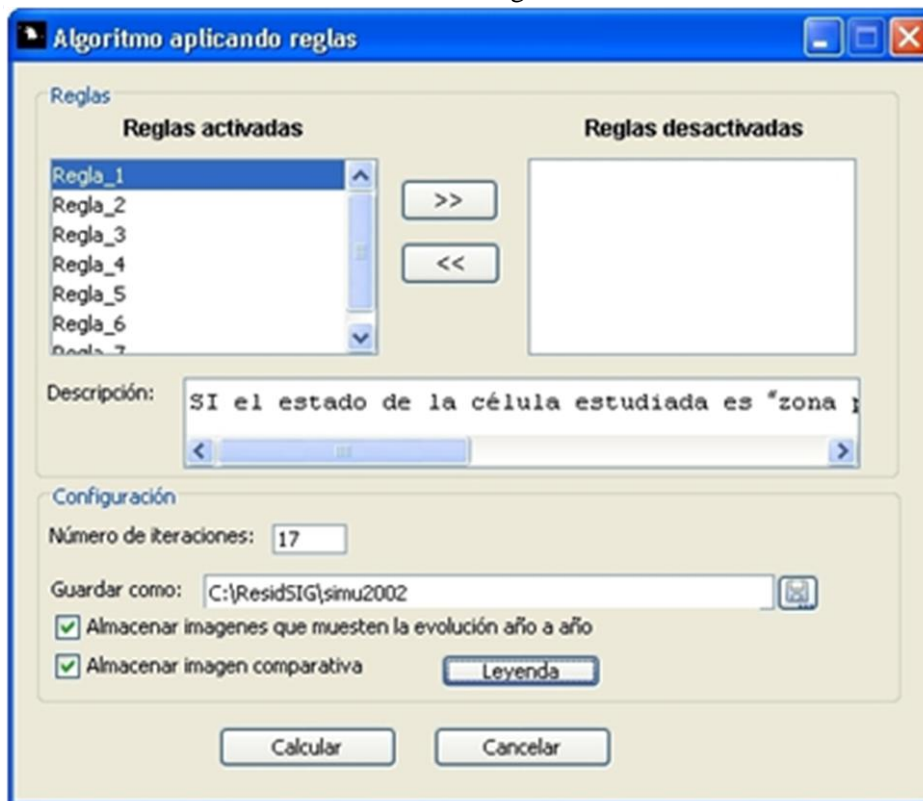 Algoritmo aplicando reglas
Reglas
Reglas activadas
Reglas desactivadas
Regla_1
Regla_2
Regla_3
Regla_4
Regla_5
Regla_6
Regla_7
>>
<<
Descripción:
SI el estado de la célula estudiada es "zona
Configuración
Número de iteraciones: 17
Guardar como: C:\ResidSIG\simu2002
Almacenar imagenes que muesten la evolución año a año
Almacenar imagen comparativa
Leyenda
Calcular
Cancelar